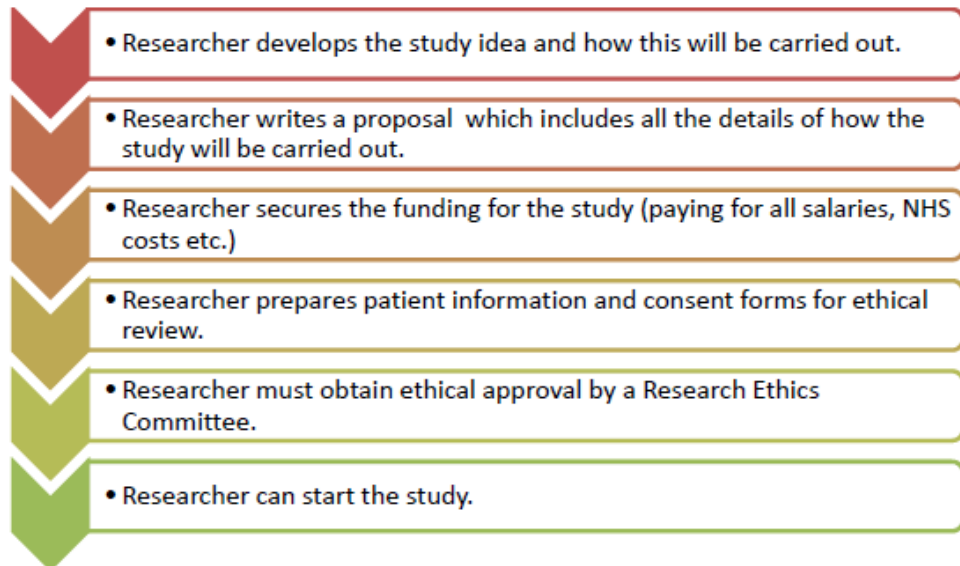 • Researcher develops the study idea and how this will be carried out.
• Researcher writes a proposal which includes all the details of how the
study will be carried out.
• Researcher secures the funding for the study (paying for all salaries, NHS
costs etc.)
• Researcher prepares patient information and consent forms for ethical
review.
• Researcher must obtain ethical approval by a Research Ethics
Committee.
• Researcher can start the study.